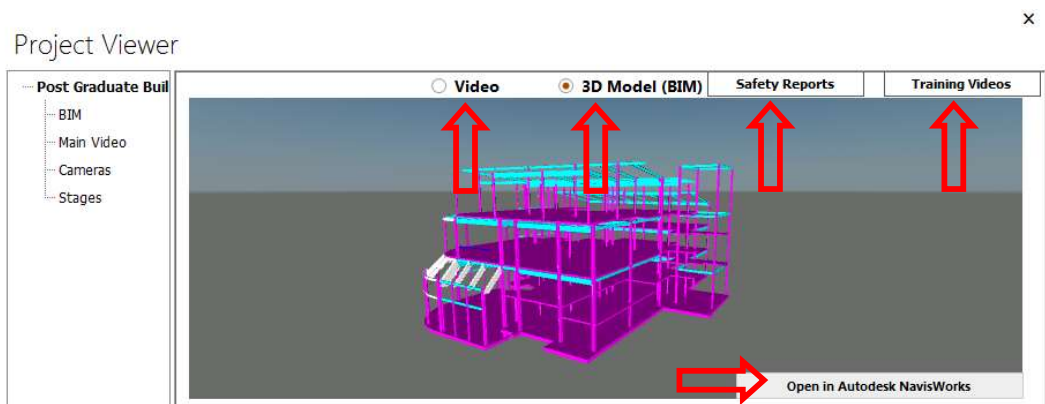 ×
Project Viewer
Post Graduate Buil
BIM
Main Video
Cameras
Stages
Video
3D Model (BIM)
Safety Reports
Training Videos
Open in Autodesk NavisWorks